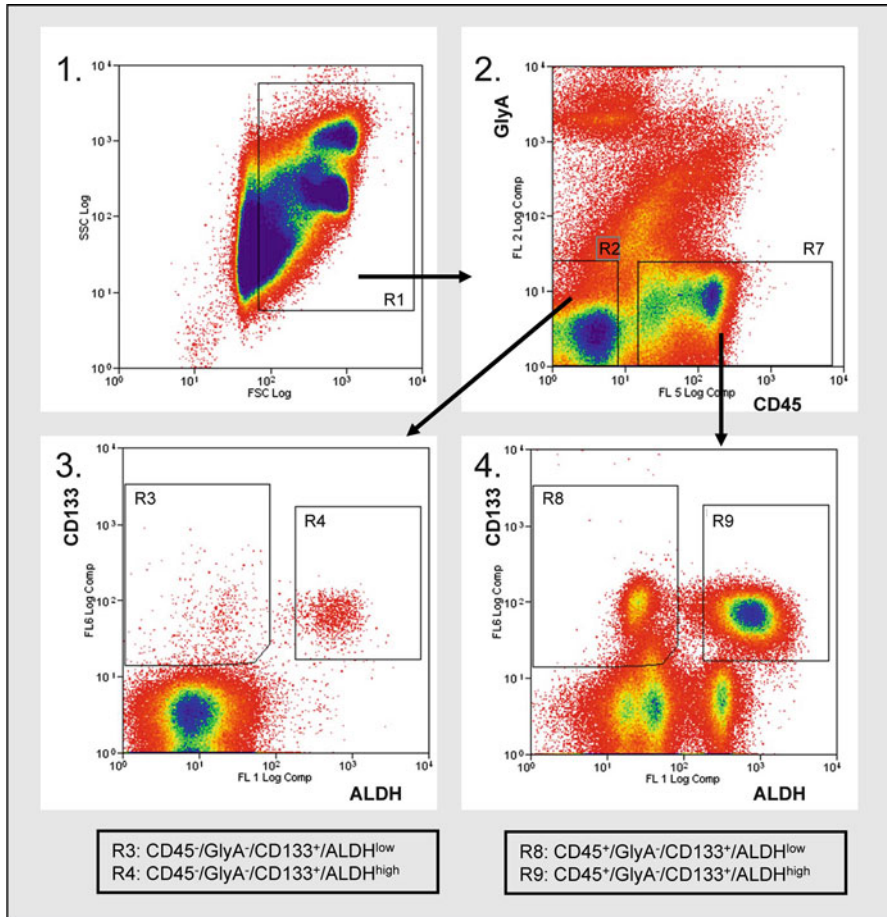 1.
10⁴
10³
10²
10¹
10⁰
SSC Log
R1
10⁰ 10² 10³ 10⁴
FSC Log
2.
GlyA
10⁴
10³
10²
10¹
10⁰
FL 2 Log Comp
R2
R7
10⁰ 10¹ 10² 10³ 10⁴
FL 5 Log Comp
CD45
3.
CD133
10⁴
10³
10²
10¹
10⁰
FL6 Log Comp
R3
R4
10⁰ 10¹ 10² 10³ 10⁴
FL 1 Log Comp
ALDH
4.
CD133
10⁴
10³
10²
10¹
10⁰
FL6 Log Comp
R8
R9
10⁰ 10¹ 10² 10³ 10⁴
FL 1 Log Comp
ALDH
R3: CD45⁻/GlyA⁻/CD133⁺/ALDHˡᵒʷ
R4: CD45⁻/GlyA⁻/CD133⁺/ALDHʰⁱᵍʰ
R8: CD45⁺/GlyA⁻/CD133⁺/ALDHˡᵒʷ
R9: CD45⁺/GlyA⁻/CD133⁺/ALDHʰⁱᵍʰ